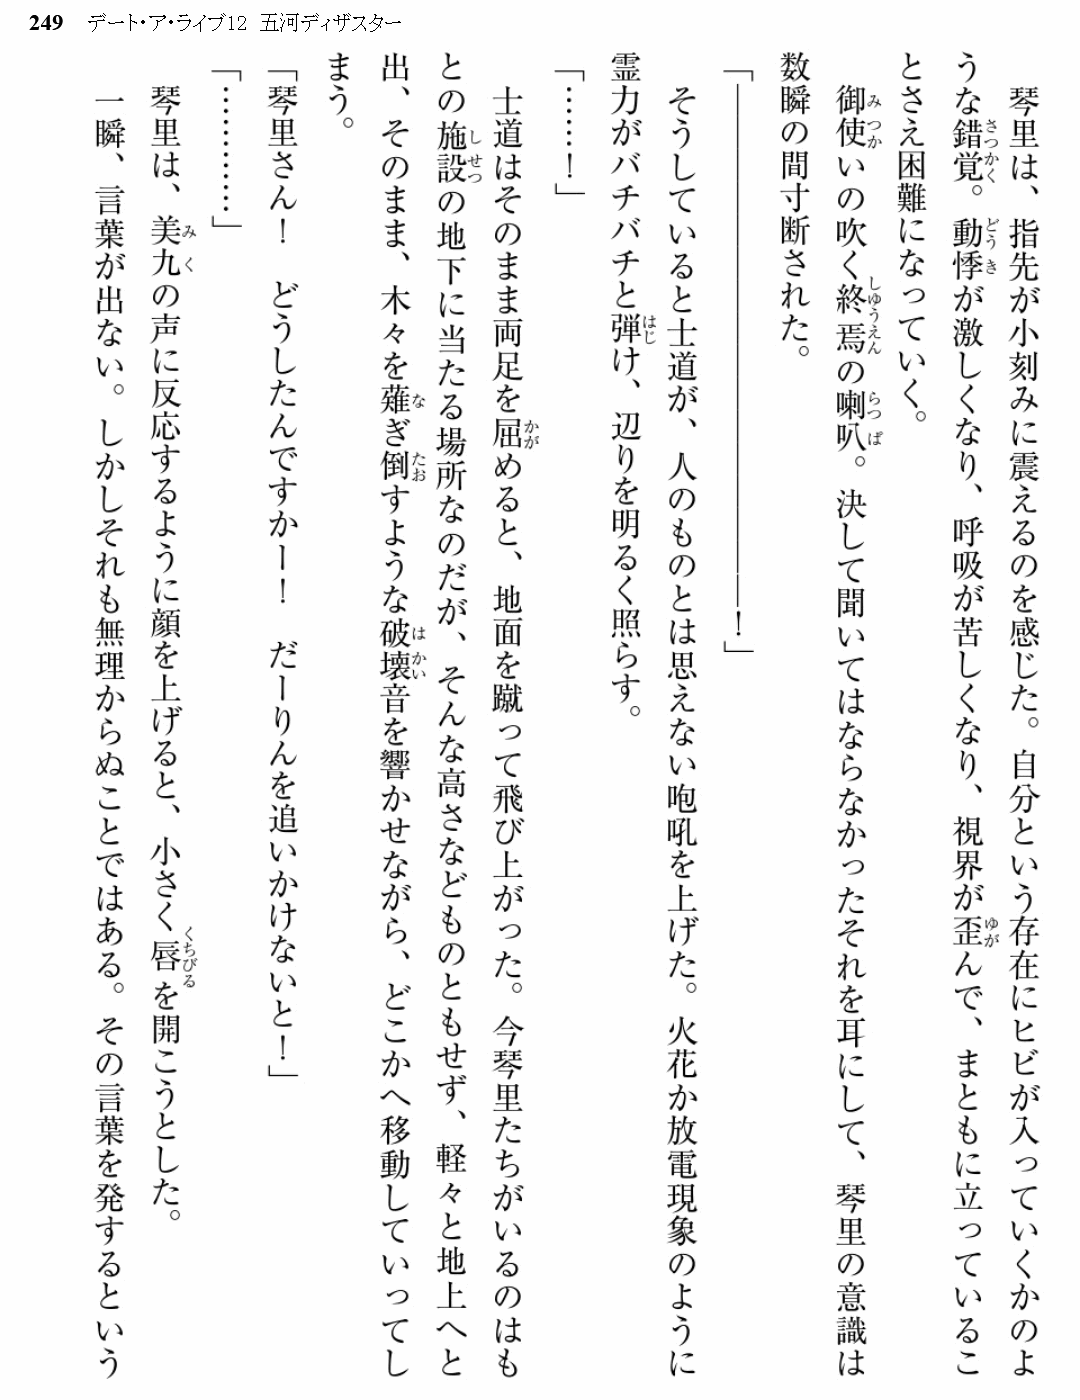 249 デート・ア・ライブ12 五河ディザスター
琴里は、指先が小刻みに震えるのを感じた。自分という存在にヒビが入っていくかのよ
うな錯覚。動悸が激しくなり、呼吸が苦しくなり、視界が歪んで、まともに立っているこ
とさえ困難になっていく。
御使いの吹く終焉の喇叭。決して聞いてはならなかったそれを耳にして、琴里の意識は
数瞬の間寸断された。
「―――――――――――――――!」
そうしていると士道が、人のものとは思えない咆吼を上げた。火花か放電現象のように
霊力がバチバチと弾け、辺りを明るく照らす。
「……!」
士道はそのまま両足を屈めると、地面を蹴って飛び上がった。今琴里たちがいるのはも
との施設の地下に当たる場所なのだが、そんな高さなどものともせず、軽々と地上へと
出、そのまま、木々を薙ぎ倒すような破壊音を響かせながら、どこかへ移動していってし
まう。
「琴里さん! どうしたんですかー! だーりんを追いかけないと!」
「…………」
琴里は、美九の声に反応するように顔を上げると、小さく唇を開こうとした。
一瞬、言葉が出ない。しかしそれも無理からぬことではある。その言葉を発するという